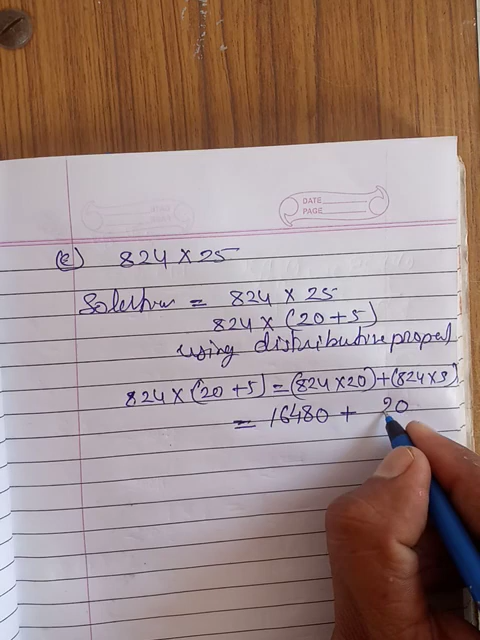 DATE
PAGE
(e) 824 X 25
Solution = 824 X 25
824 X (20+5)
using distributive propel
824 X (20 +5) = (824 X 20) + (824 X 5)
= 16480 + 20